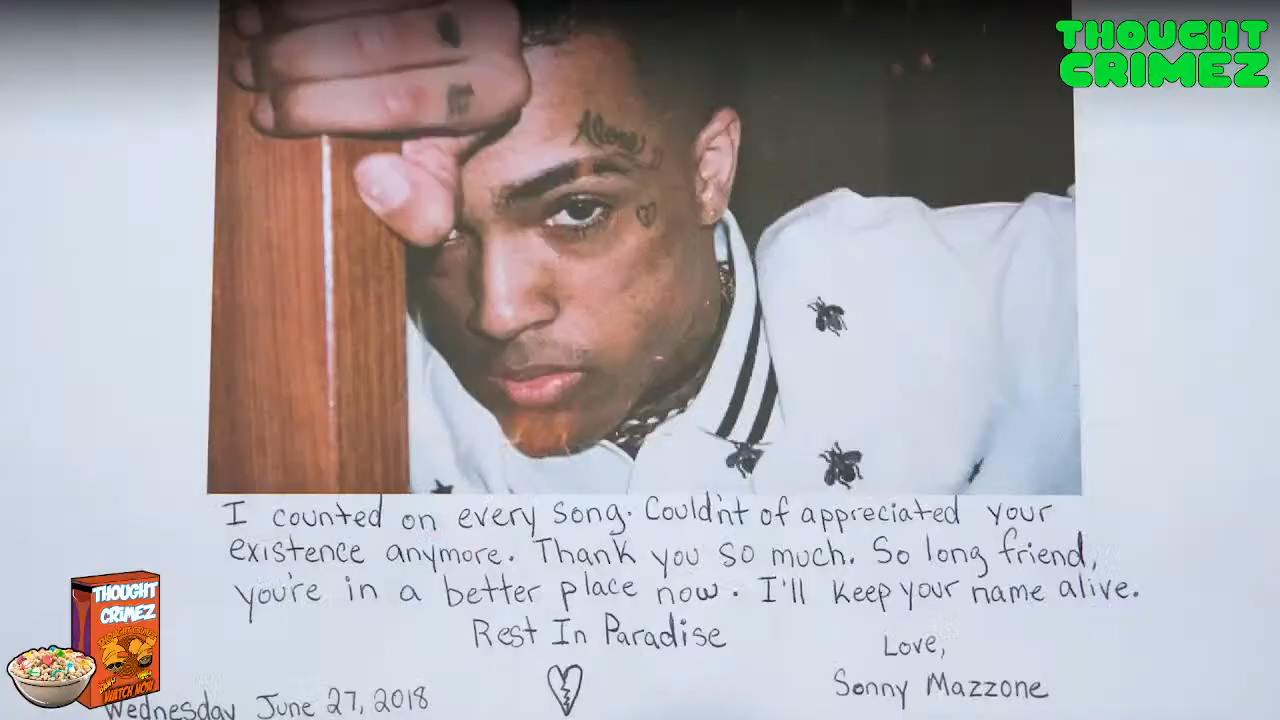 THOUGHT
CRIMEZ
Alone
I counted on every song. Could'nt of appreciated your
existence anymore. Thank you so much. So long friend,
you're in a better place now. I'll keep your name alive.
Rest In Paradise
Love,
Sonny Mazzone
Wednesday June 27, 2018
THOUGHT
CRIMEZ
WATCH NOW!